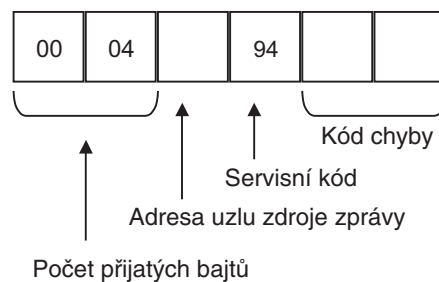 00 04 94
Kód chyby
Servisní kód
Adresa uzlu zdroje zprávy
Počet přijatých bajtů